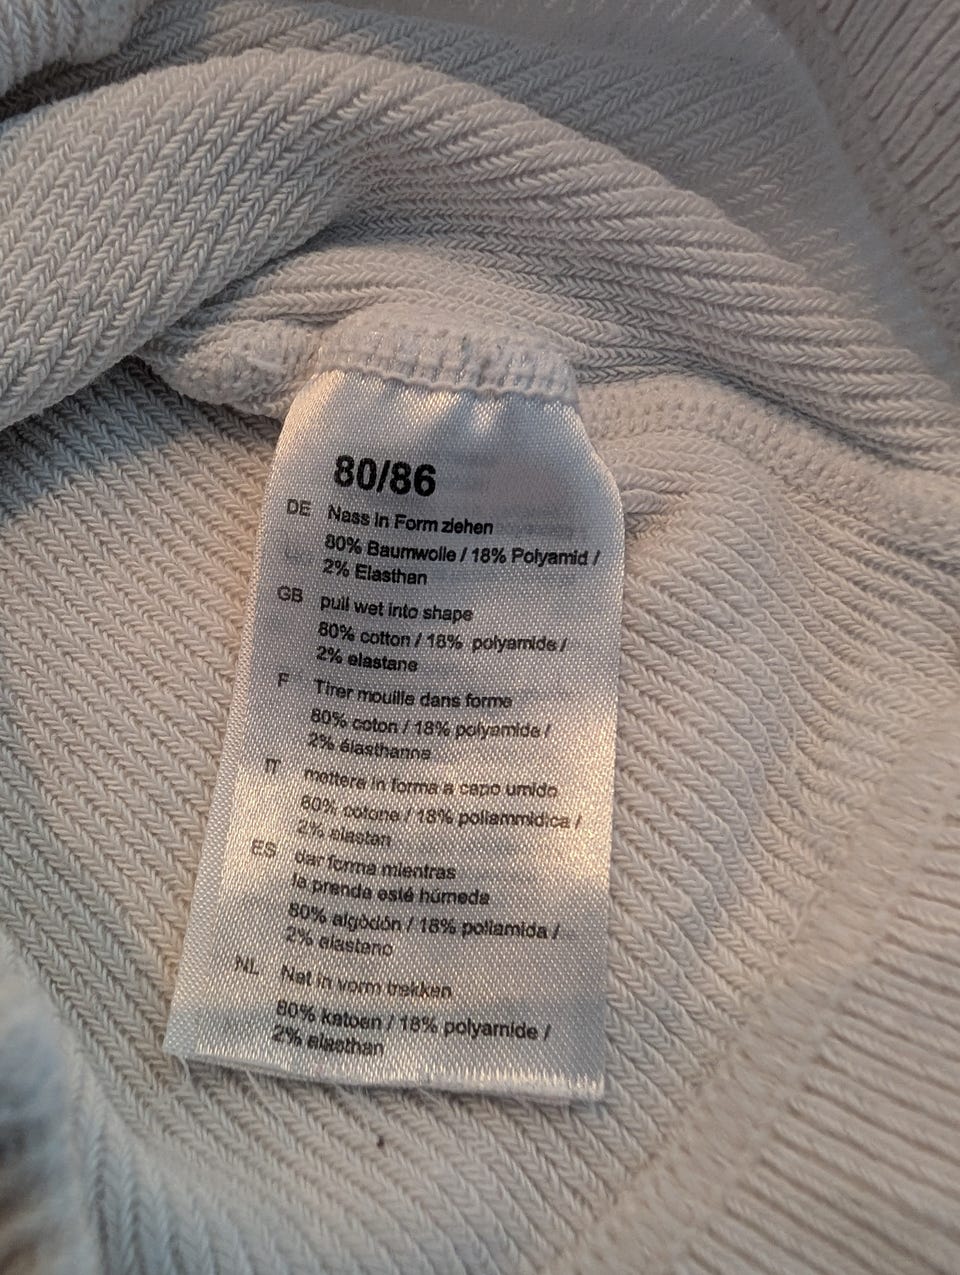 80/86
DE Nass in Form ziehen
80% Baumwolle / 18% Polyamid /
2% Elasthan
GB pull wet into shape
80% cotton / 18% polyamide /
2% elastane
F Tirer mouille dans forme
80% coton / 18% polyamide /
2% élasthanne
IT mettere in forma a capo umido
80% cotone / 18% poliammidica /
2% elastan
ES dar forma mientras
la prenda esté húmeda
80% algòdón / 18% poliamida /
2% elastano
NL Nat in vorm trekken
80% katoen / 18% polyamide /
2% elasthan